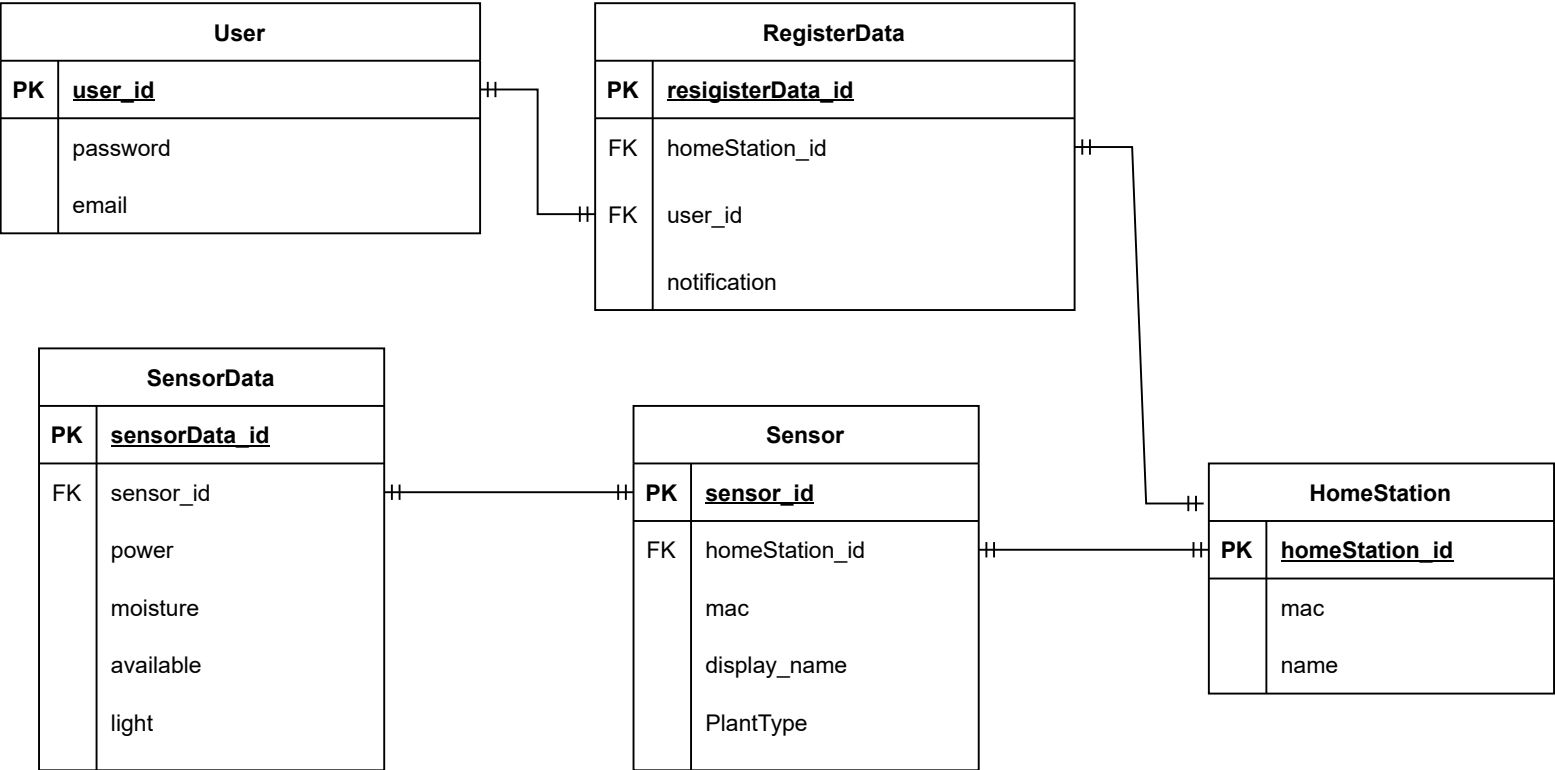 User
PK user_id
password
email
RegisterData
PK resigisterData_id
FK homeStation_id
FK user_id
notification
SensorData
PK sensorData_id
FK sensor_id
power
moisture
available
light
Sensor
PK sensor_id
FK homeStation_id
mac
display_name
PlantType
HomeStation
PK homeStation_id
mac
name